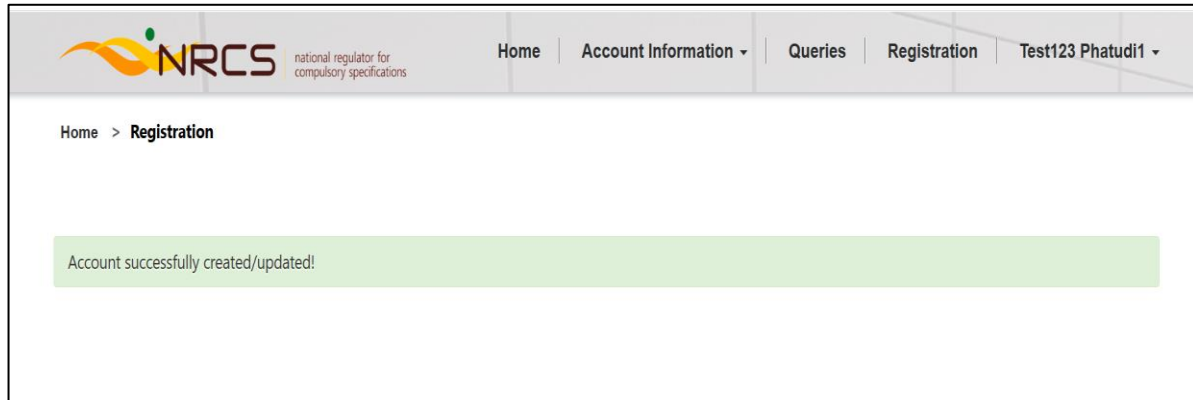 NRCS
national regulator for
compulsory specifications
Home Account Information Queries Registration Test123 Phatudi1
Home > Registration
Account successfully created/updated!